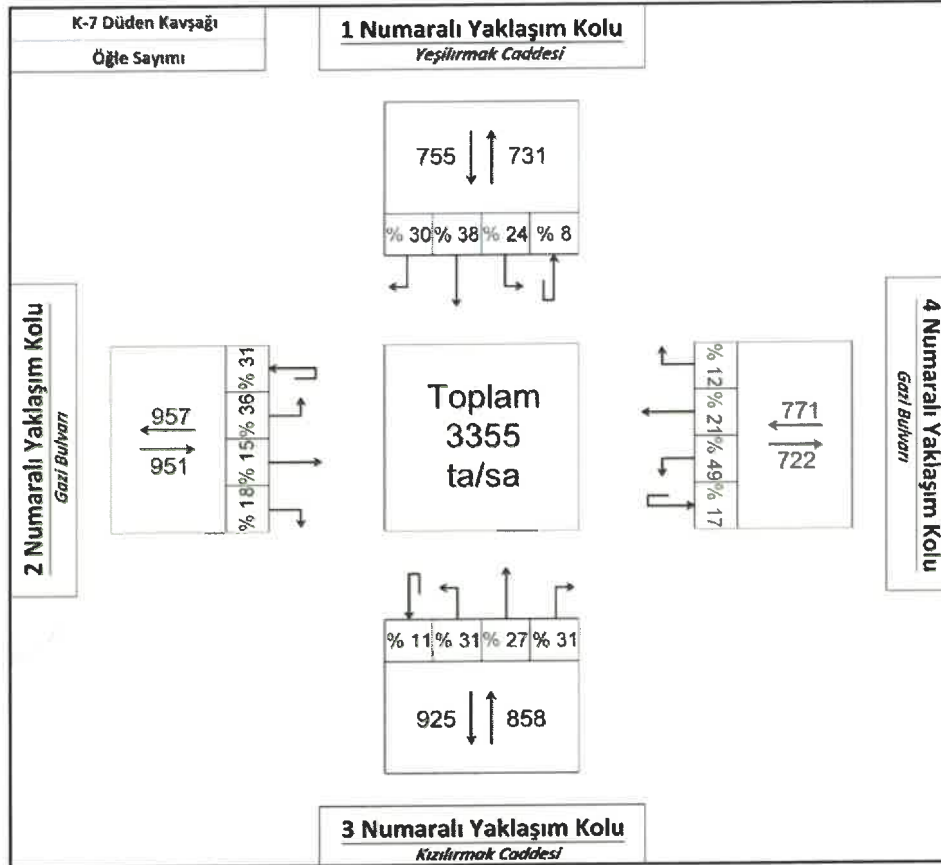 K-7 Düden Kavşağı
Öğle Sayımı
1 Numaralı Yaklaşım Kolu
Yeşilırmak Caddesi
755 731
% 30 % 38 % 24 % 8
2 Numaralı Yaklaşım Kolu
Gazi Bulvarı
957
951
% 31
% 36
% 15
% 18
Toplam
3355
ta/sa
% 12
% 21
% 49
% 17
771
722
4 Numaralı Yaklaşım Kolu
Gazi Bulvarı
% 11 % 31 % 27 % 31
925 858
3 Numaralı Yaklaşım Kolu
Kızılırmak Caddesi